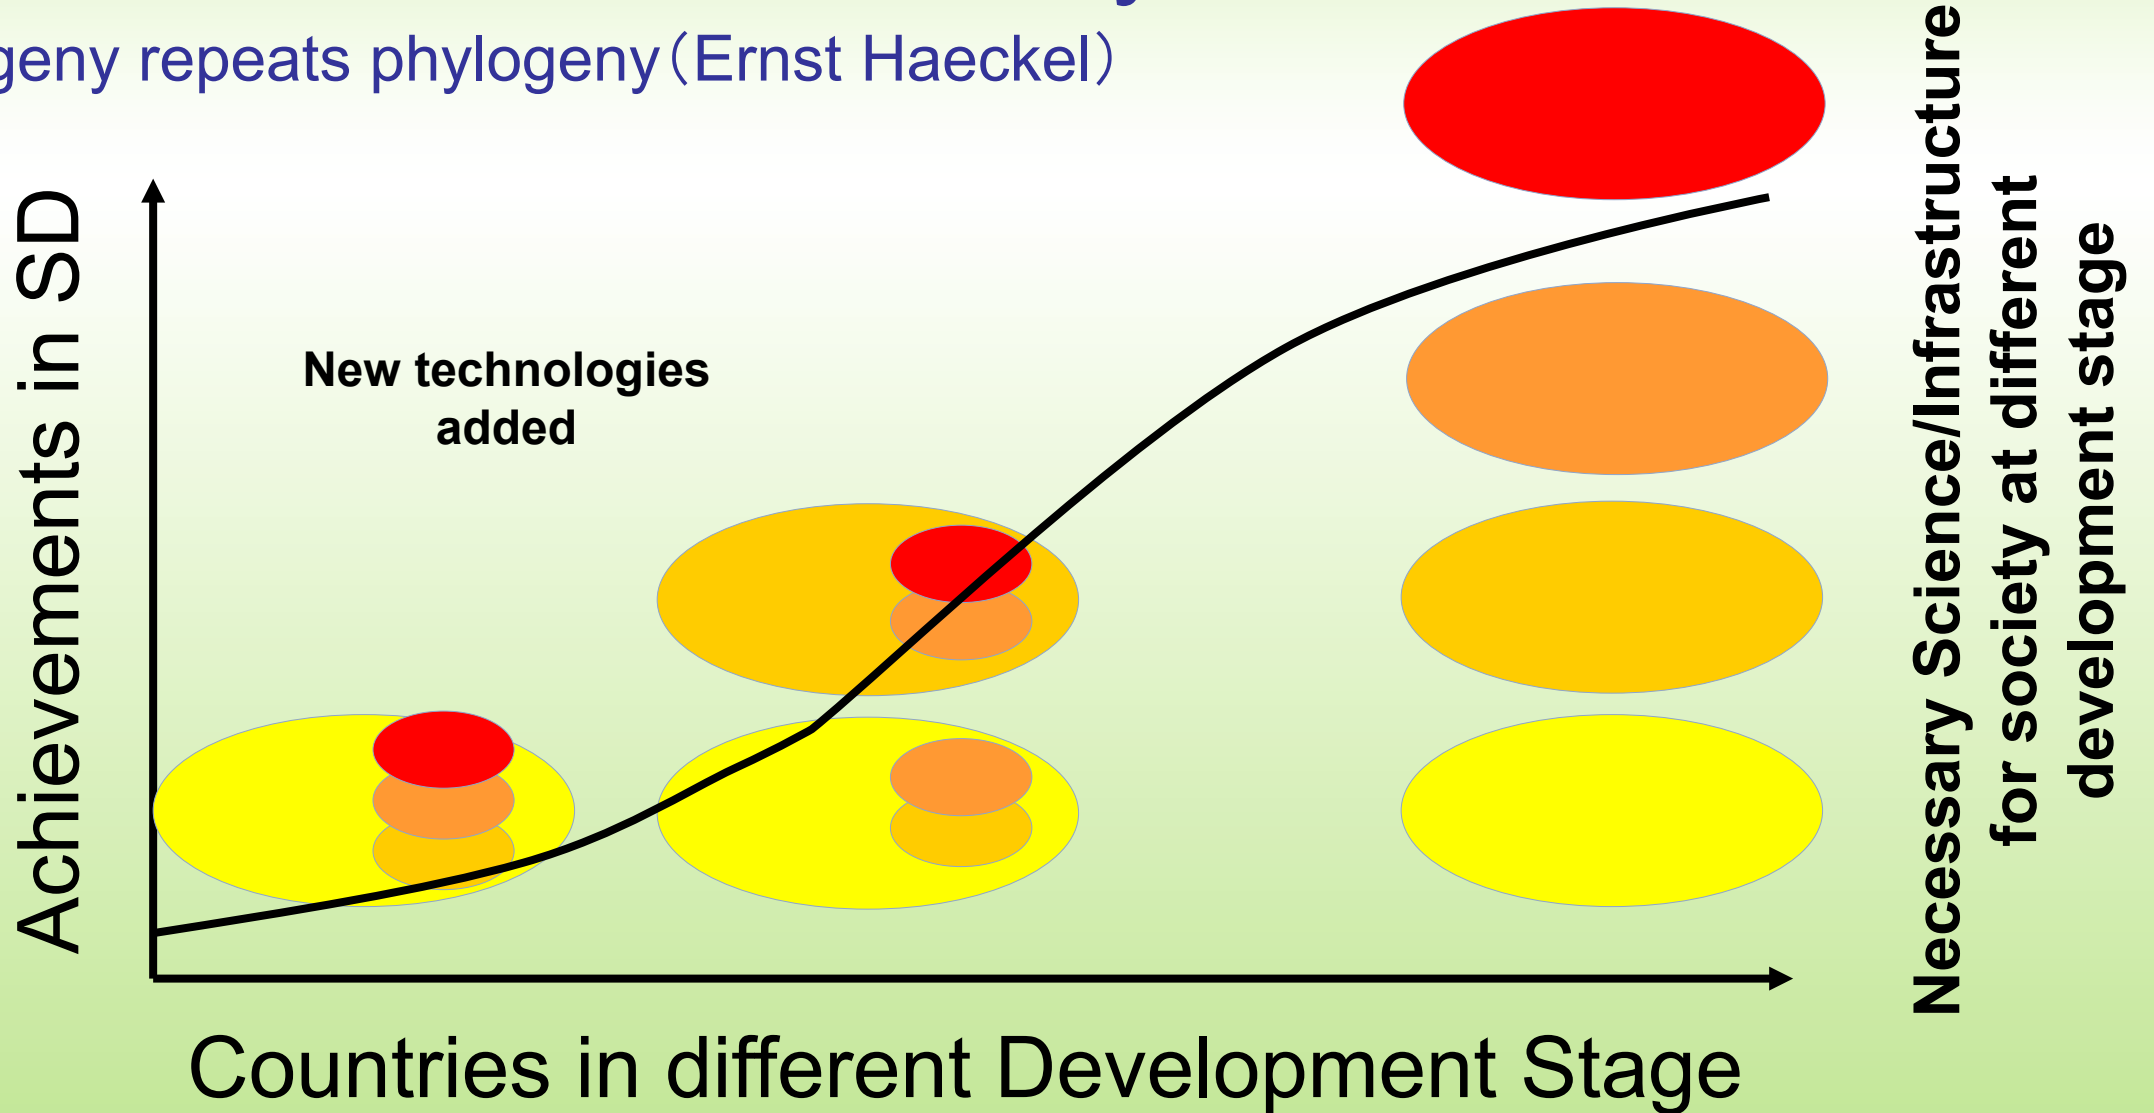 repeats phylogeny（Ernst Haeckel）
Achievements in SD
New technologies
added
Countries in different Development Stage
Necessary Science/Infrastructure
for society at different
development stage